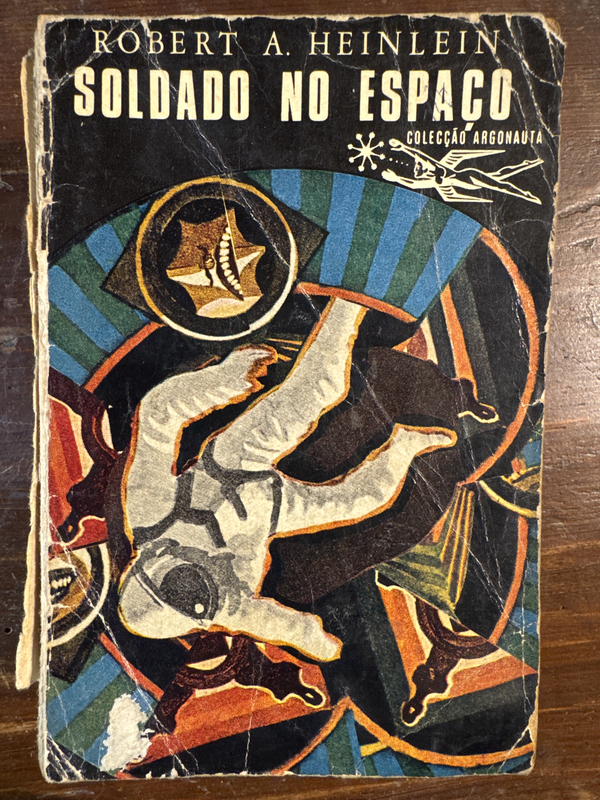 ROBERT A. HEINLEIN
SOLDADO NO ESPAÇO
COLECÇÃO ARGONAUTA